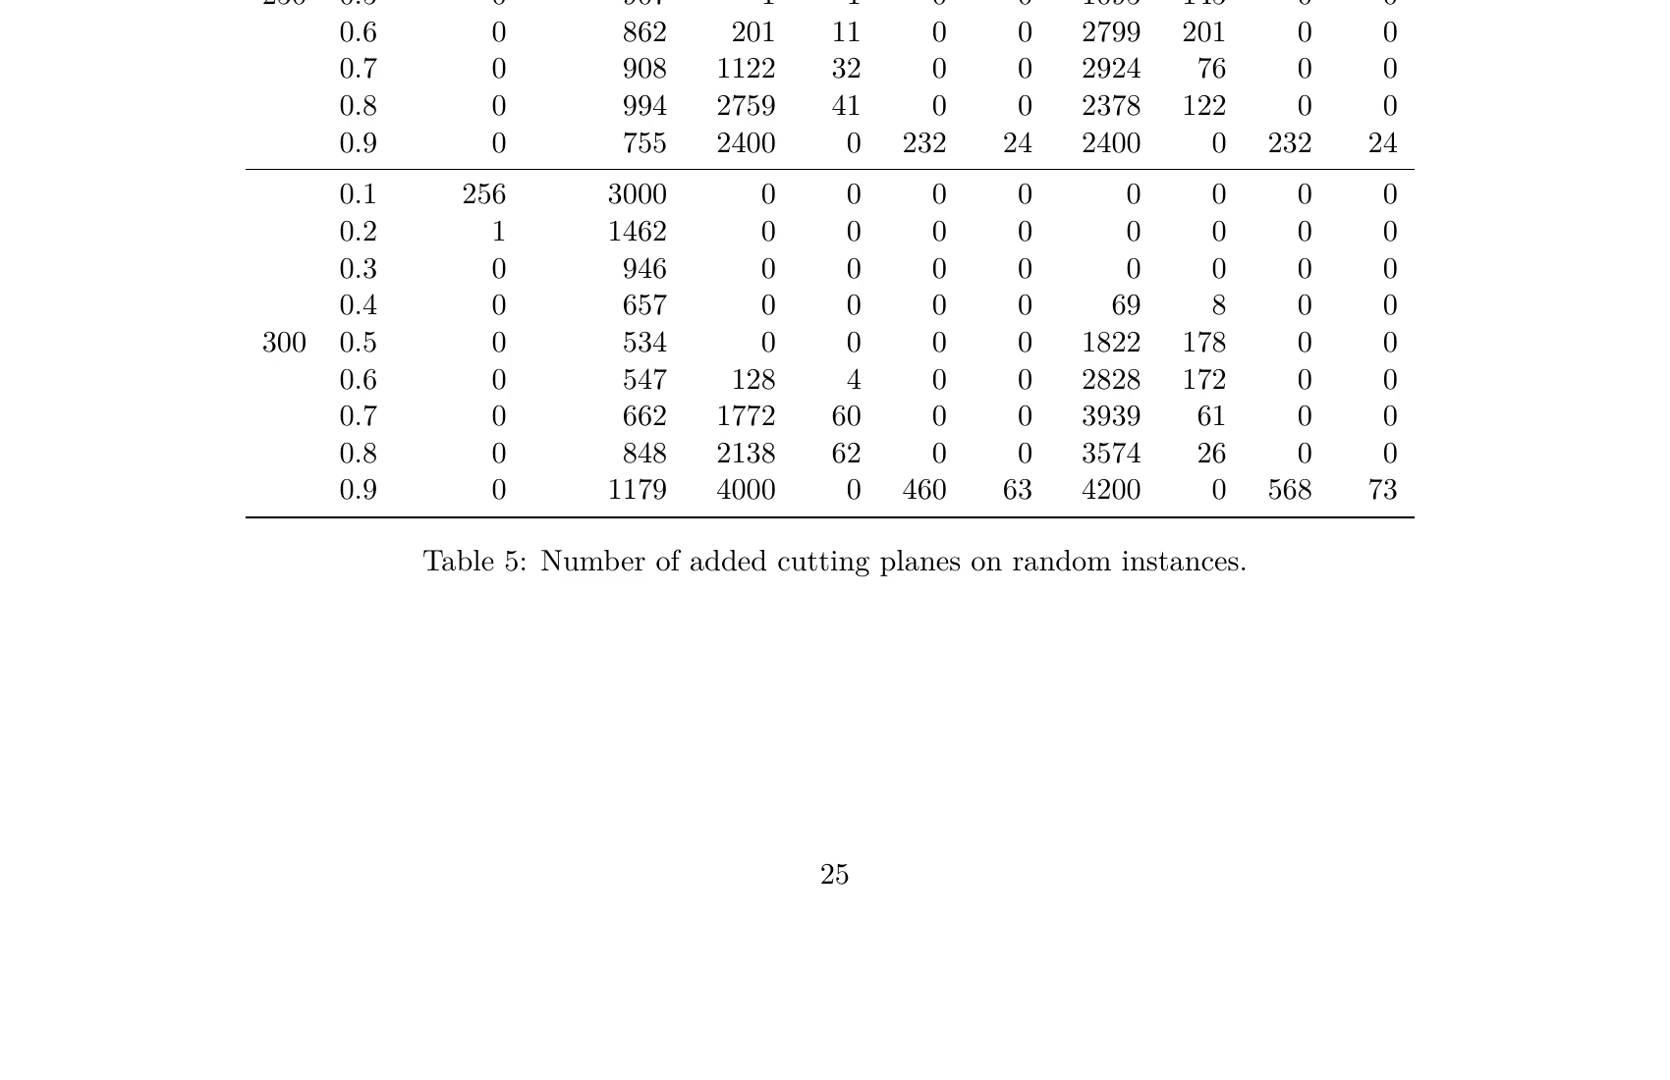 0.6 0 862 201 11 0 0 2799 201 0 0
0.7 0 908 1122 32 0 0 2924 76 0 0
0.8 0 994 2759 41 0 0 2378 122 0 0
0.9 0 755 2400 0 232 24 2400 0 232 24
0.1 256 3000 0 0 0 0 0 0 0 0
0.2 1 1462 0 0 0 0 0 0 0 0
0.3 0 946 0 0 0 0 0 0 0 0
0.4 0 657 0 0 0 0 69 8 0 0
300 0.5 0 534 0 0 0 0 1822 178 0 0
0.6 0 547 128 4 0 0 2828 172 0 0
0.7 0 662 1772 60 0 0 3939 61 0 0
0.8 0 848 2138 62 0 0 3574 26 0 0
0.9 0 1179 4000 0 460 63 4200 0 568 73
Table 5: Number of added cutting planes on random instances.
25